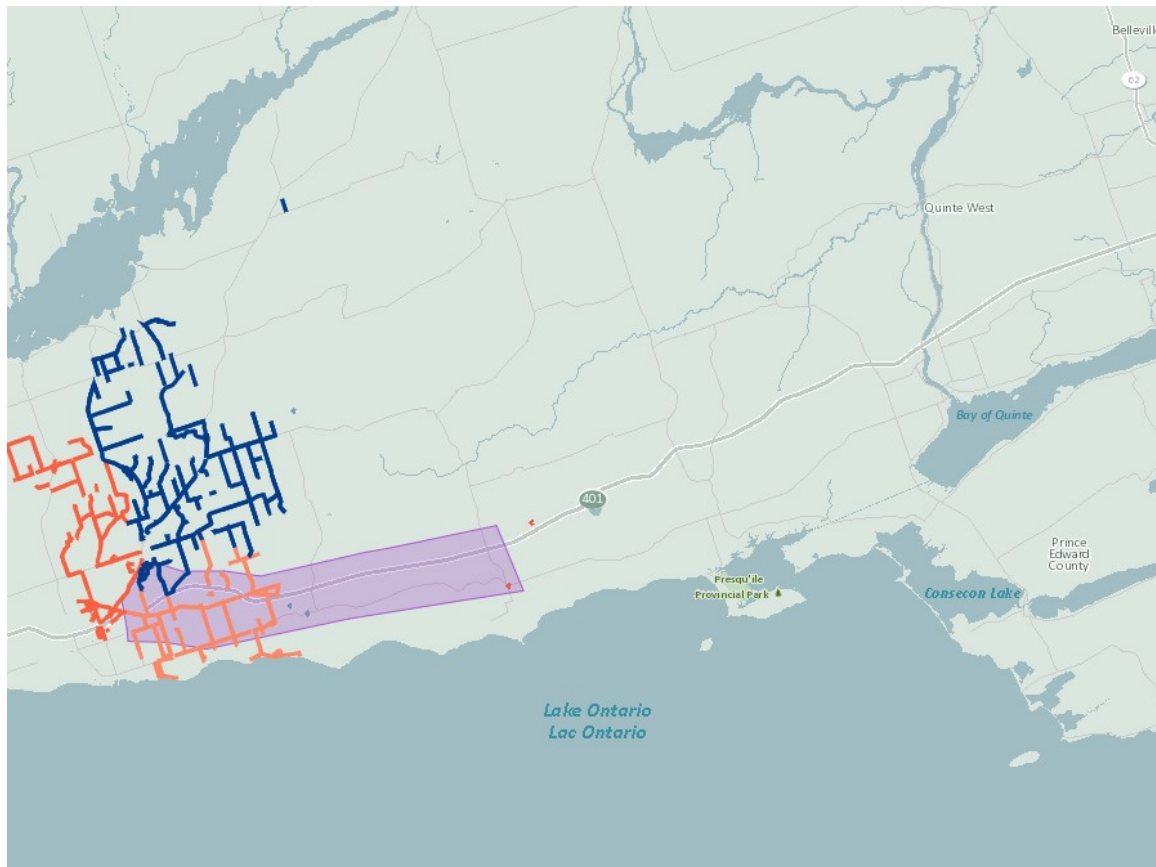 Bellevill
62
Quinte West
Bay of Quinte
401
Prince
Edward
County
Presqu'ile
Provincial Park
Consecon Lake
Lake Ontario
Lac Ontario